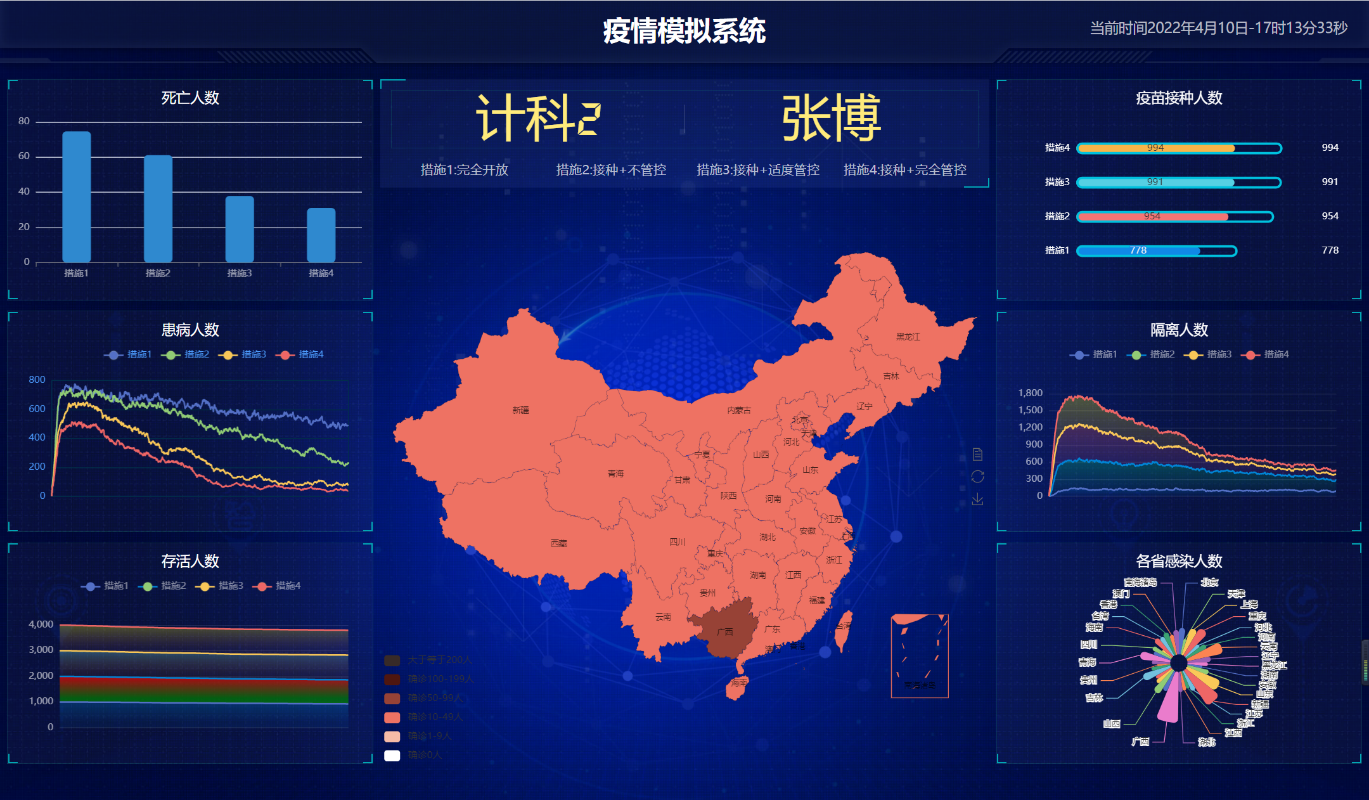 疫情模拟系统
当前时间2022年4月10日-17时13分33秒
死亡人数
80
60
40
20
0
措施1 措施2 措施3 措施4
计科2 张博
措施1:完全开放 措施2:接种+不管控 措施3:接种+适度管控 措施4:接种+完全管控
疫苗接种人数
措施4 994 994
措施3 991 991
措施2 954 954
措施1 778 778
患病人数
措施1 措施2 措施3 措施4
800
600
400
200
0
隔离人数
措施1 措施2 措施3 措施4
1,800
1,500
1,200
900
600
300
0
存活人数
措施1 措施2 措施3 措施4
4,000
3,000
2,000
1,000
0
黑龙江
吉林
辽宁
内蒙古
新疆
北京
天津
河北
宁夏
山西
山东
青海
甘肃
陕西
河南
江苏
安徽
西藏
四川
湖北
重庆
浙江
湖南
江西
贵州
福建
云南
广西
广东
台湾
海南
大于等于200人
确诊100-199人
确诊50-99人
确诊10-49人
确诊1-9人
确诊0人
各省感染人数
北京
天津
上海
重庆
江西
湖北
广西